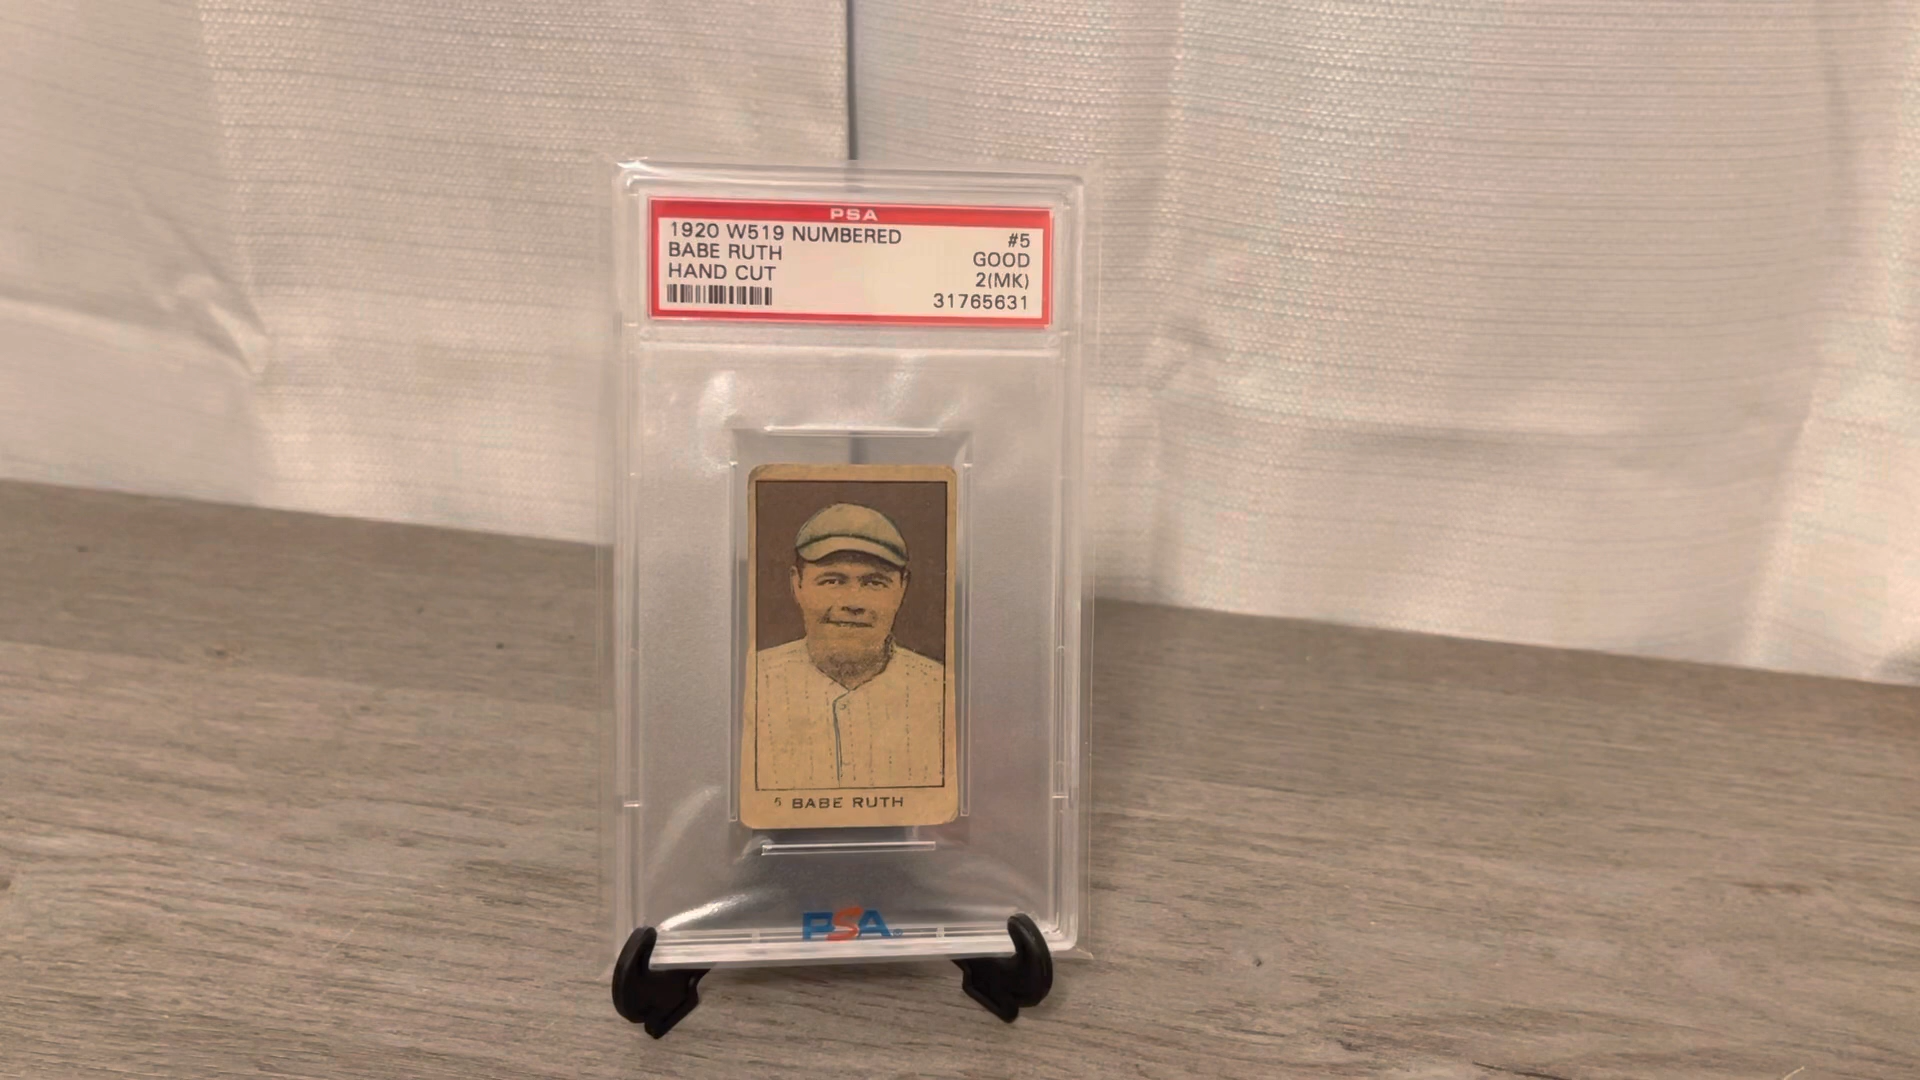 PSA
1920 W519 NUMBERED #5
BABE RUTH GOOD
HAND CUT 2(MK)
31765631
5 BABE RUTH
PSA